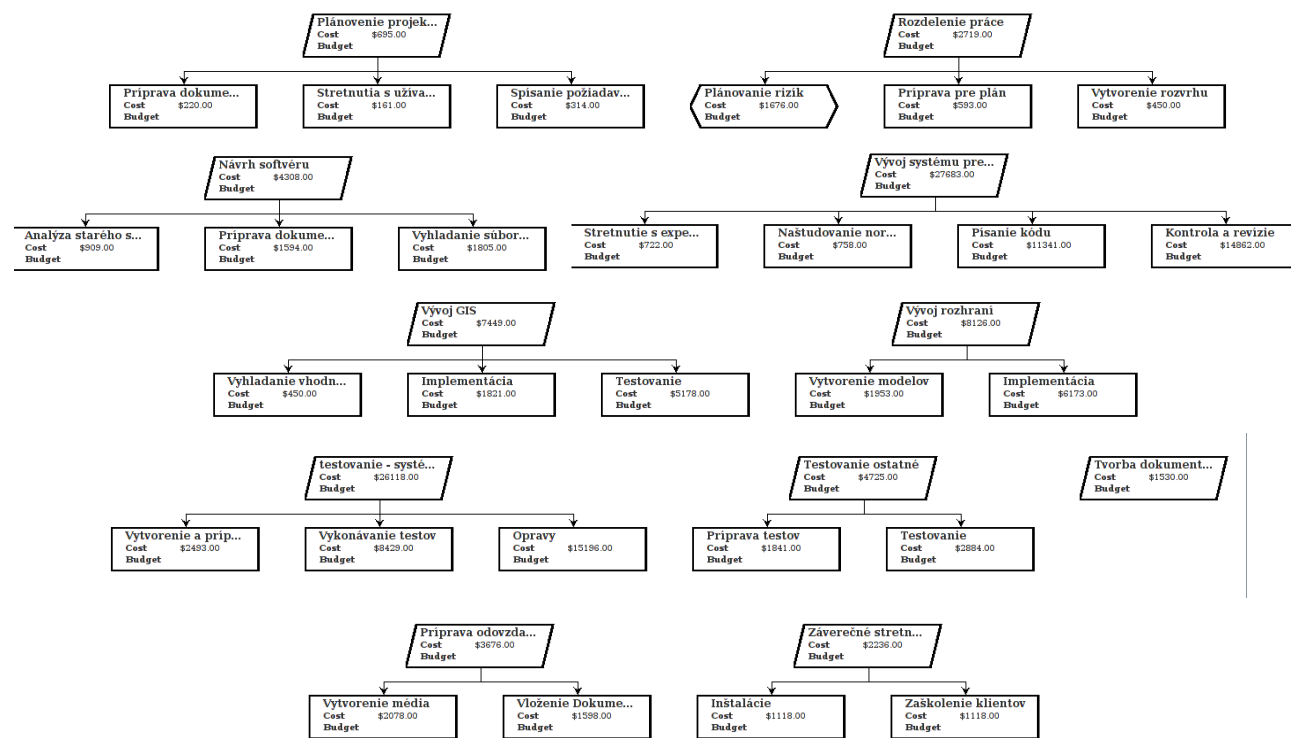 Plánovenie projek...
Cost $695.00
Budget
Rozdelenie práce
Cost $2719.00
Budget
Príprava dokume...
Cost $220.00
Budget
Stretnutia s užíva...
Cost $161.00
Budget
Spísanie požiadav...
Cost $314.00
Budget
Plánovanie rizík
Cost $1676.00
Budget
Príprava pre plán
Cost $593.00
Budget
Vytvorenie rozvrhu
Cost $450.00
Budget
Návrh softvéru
Cost $4308.00
Budget
Vývoj systému pre...
Cost $27683.00
Budget
Analýza starého s...
Cost $909.00
Budget
Príprava dokume...
Cost $1594.00
Budget
Vyhladanie súbor...
Cost $1805.00
Budget
Stretnutie s expe...
Cost $722.00
Budget
Naštudovanie nor...
Cost $758.00
Budget
Písanie kódu
Cost $11341.00
Budget
Kontrola a revízie
Cost $14862.00
Budget
Vývoj GIS
Cost $7449.00
Budget
Vývoj rozhraní
Cost $8126.00
Budget
Vyhladanie vhodn...
Cost $450.00
Budget
Implementácia
Cost $1821.00
Budget
Testovanie
Cost $5178.00
Budget
Vytvorenie modelov
Cost $1953.00
Budget
Implementácia
Cost $6173.00
Budget
testovanie - systé...
Cost $26118.00
Budget
Testovanie ostatné
Cost $4725.00
Budget
Tvorba dokument...
Cost $1530.00
Budget
Vytvorenie a príp...
Cost $2493.00
Budget
Vykonávanie testov
Cost $8429.00
Budget
Opravy
Cost $15196.00
Budget
Príprava testov
Cost $1841.00
Budget
Testovanie
Cost $2884.00
Budget
Príprava odovzda...
Cost $3676.00
Budget
Záverečné stretn...
Cost $2236.00
Budget
Vytvorenie média
Cost $2078.00
Budget
Vloženie Dokume...
Cost $1598.00
Budget
Inštalácie
Cost $1118.00
Budget
Zaškolenie klientov
Cost $1118.00
Budget